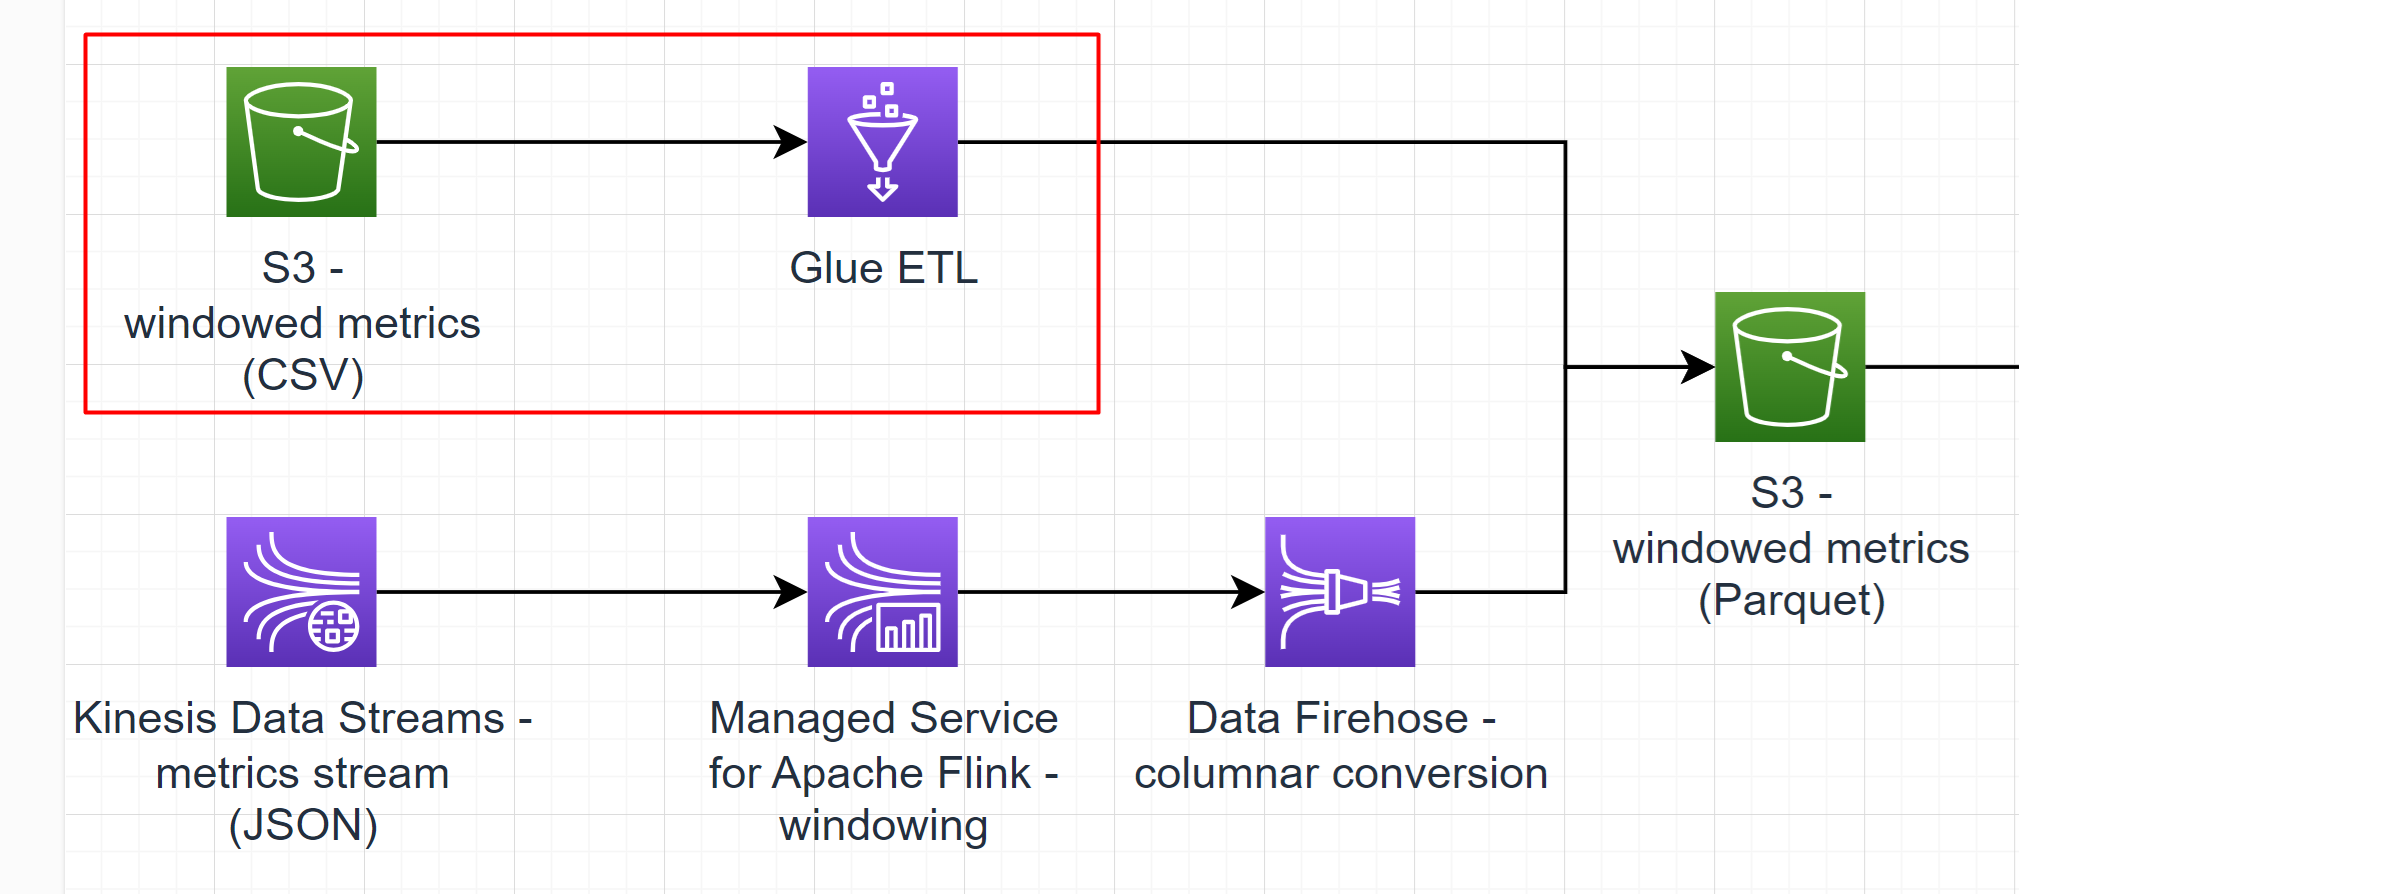 S3 -
windowed metrics
(CSV)
Glue ETL
S3 -
windowed metrics
(Parquet)
Kinesis Data Streams -
metrics stream
(JSON)
Managed Service
for Apache Flink -
windowing
Data Firehose -
columnar conversion